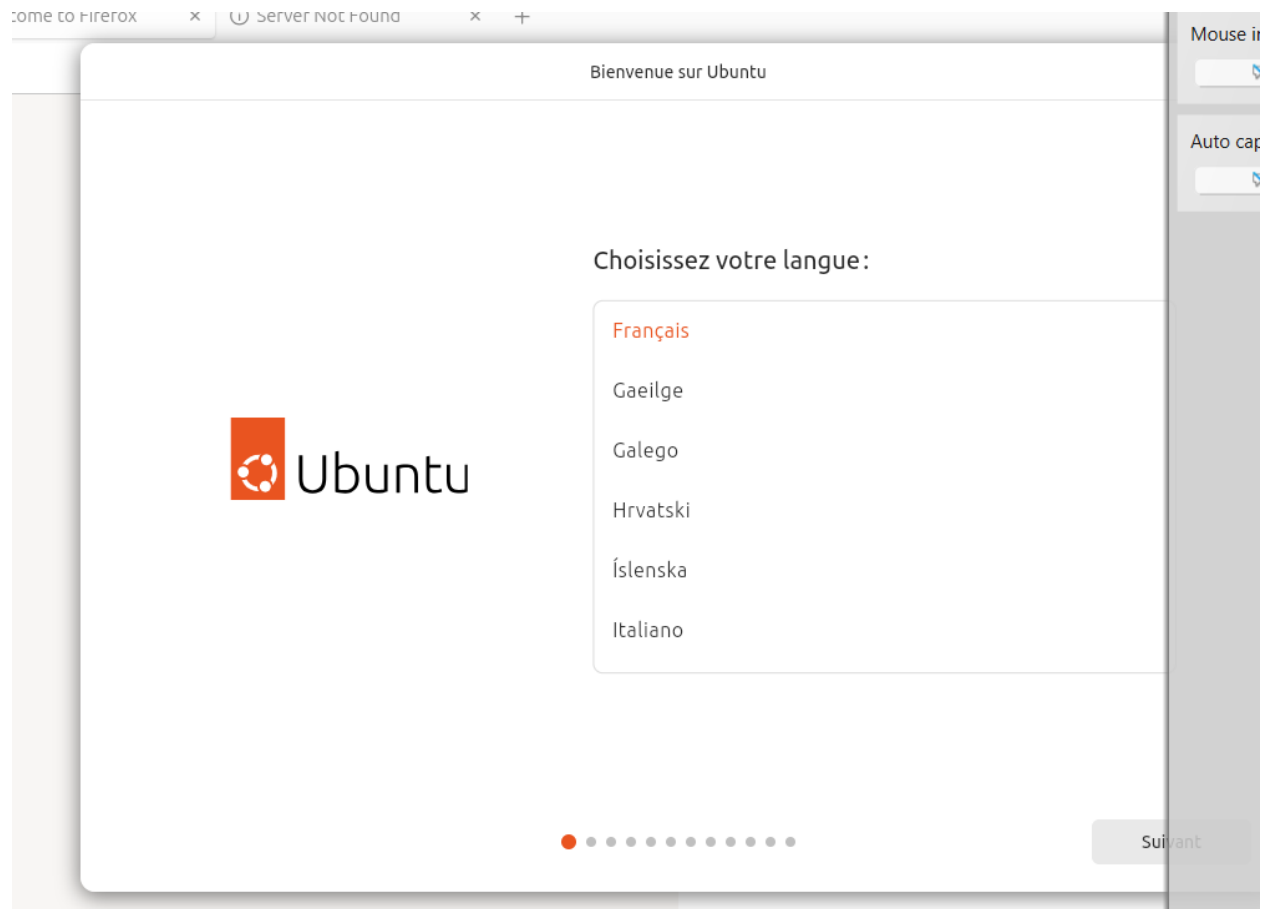 come to Firefox × Server Not Found × +
Mouse
Bienvenue sur Ubuntu
Auto
Choisissez votre langue :
Français
Gaeilge
Galego
Ubuntu
Hrvatski
Íslenska
Italiano
Suivant